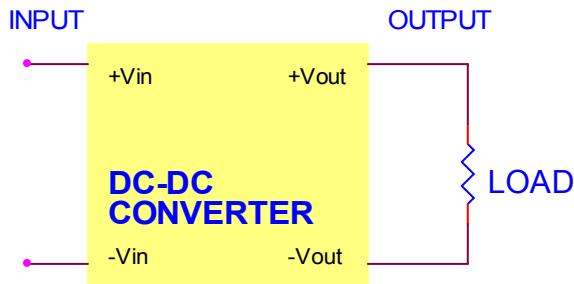 INPUT OUTPUT
+Vin +Vout
DC-DC
CONVERTER
LOAD
-Vin -Vout